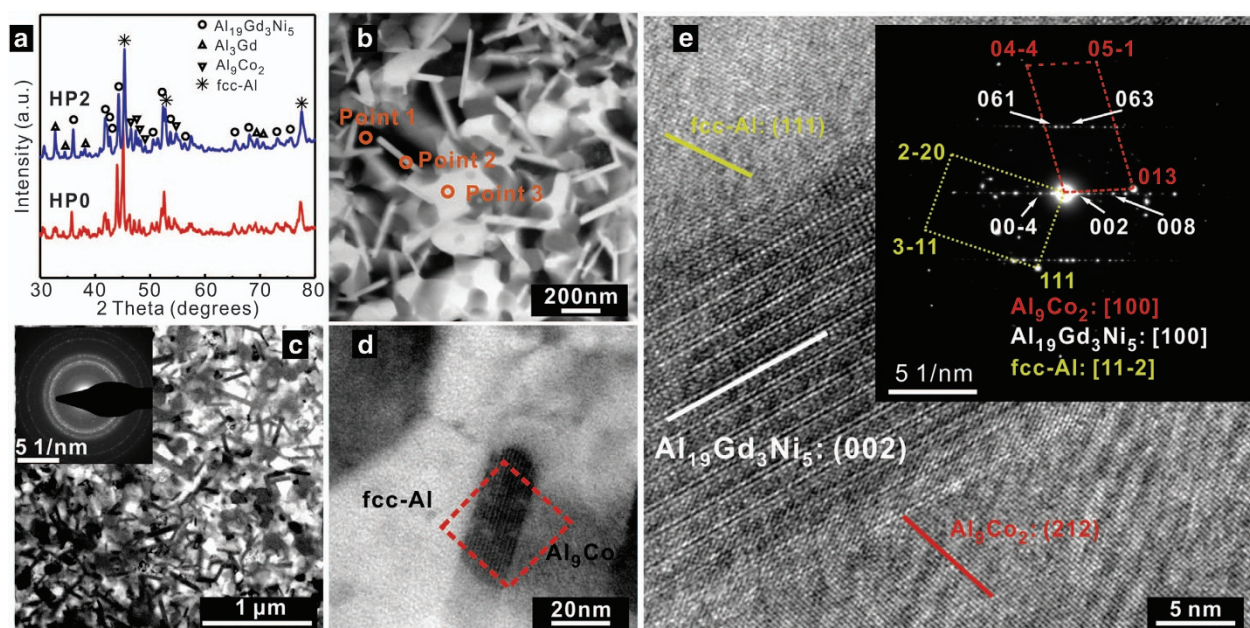 a
Al₁₉Gd₃Ni₅
Al₃Gd
Al₉Co₂
fcc-Al
HP2
HP0
Intensity (a.u.)
30 40 50 60 70 80
2 Theta (degrees)
b
Point 1
Point 2
Point 3
200nm
c
5 1/nm
1 µm
d
fcc-Al
Al₉Co
20nm
e
fcc-Al: (111)
Al₁₉Gd₃Ni₅: (002)
Al₉Co₂: (212)
5 nm
04-4 05-1
061 063
2-20
013
00-4 002 008
3-11
111
Al₉Co₂: [100]
Al₁₉Gd₃Ni₅: [100]
fcc-Al: [11-2]
5 1/nm